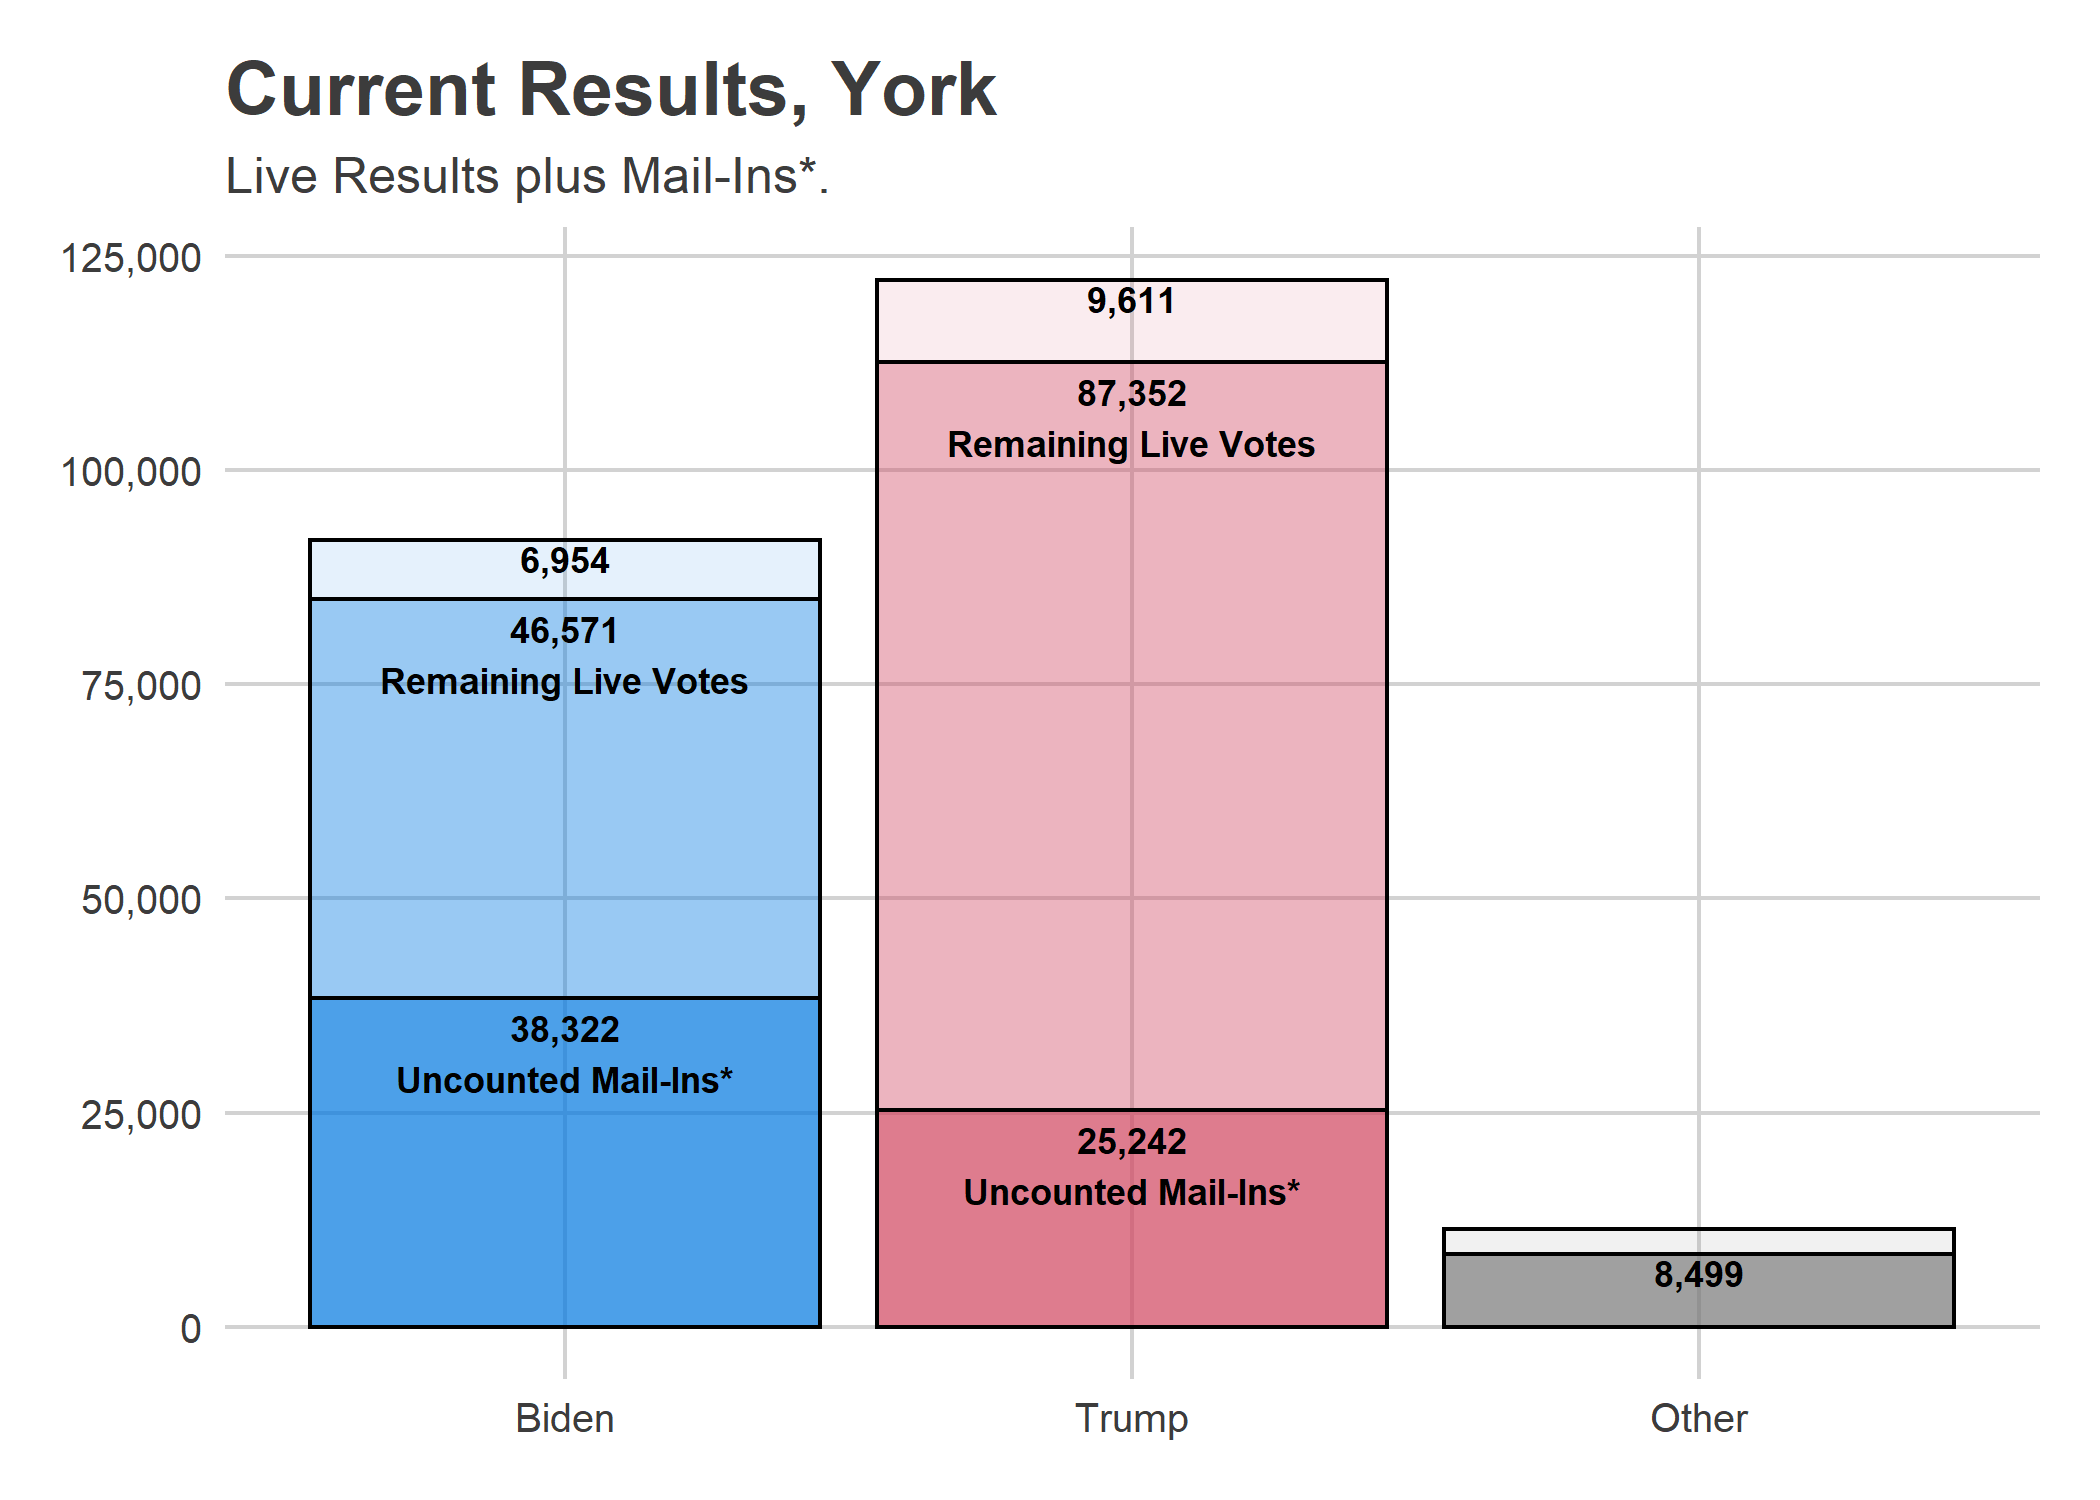 Current Results, York
Live Results plus Mail-Ins*.
125,000
100,000
75,000
50,000
25,000
0
6,954
46,571
Remaining Live Votes
38,322
Uncounted Mail-Ins*
9,611
87,352
Remaining Live Votes
25,242
Uncounted Mail-Ins*
8,499
Biden
Trump
Other